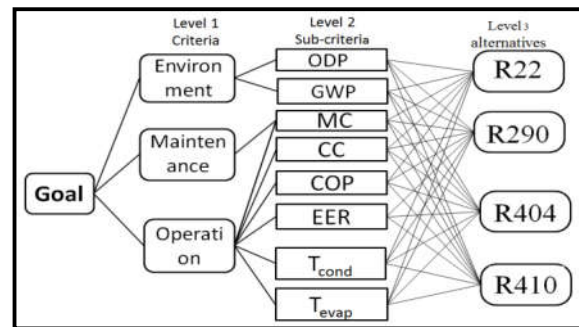 Level 1
Criteria
Level 2
Sub-criteria
Level 3
alternatives
Goal
Environ
ment
Mainten
ance
Operati
on
ODP
GWP
MC
CC
COP
EER
Tcond
Tevap
R22
R290
R404
R410